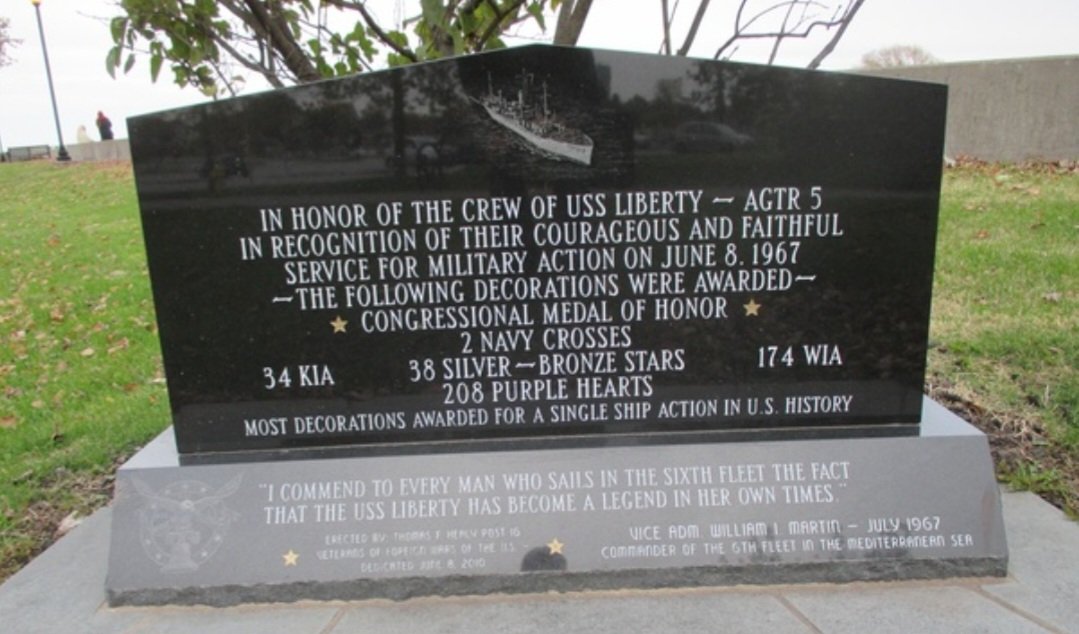 IN HONOR OF THE CREW OF USS LIBERTY ~ AGTR 5
IN RECOGNITION OF THEIR COURAGEOUS AND FAITHFUL
SERVICE FOR MILITARY ACTION ON JUNE 8, 1967
~THE FOLLOWING DECORATIONS WERE AWARDED~
CONGRESSIONAL MEDAL OF HONOR
2 NAVY CROSSES
34 KIA 38 SILVER~BRONZE STARS 174 WIA
208 PURPLE HEARTS
MOST DECORATIONS AWARDED FOR A SINGLE SHIP ACTION IN U.S. HISTORY
"I COMMEND TO EVERY MAN WHO SAILS IN THE SIXTH FLEET THE FACT
THAT THE USS LIBERTY HAS BECOME A LEGEND IN HER OWN TIMES."
ERECTED BY: THOMAS F HEALY POST 16
VETERANS OF FOREIGN WARS OF THE U.S.
DEDICATED JUNE 8, 2010
VICE ADM. WILLIAM I. MARTIN ~ JULY 1967
COMMANDER OF THE 6TH FLEET IN THE MEDITERRANEAN SEA